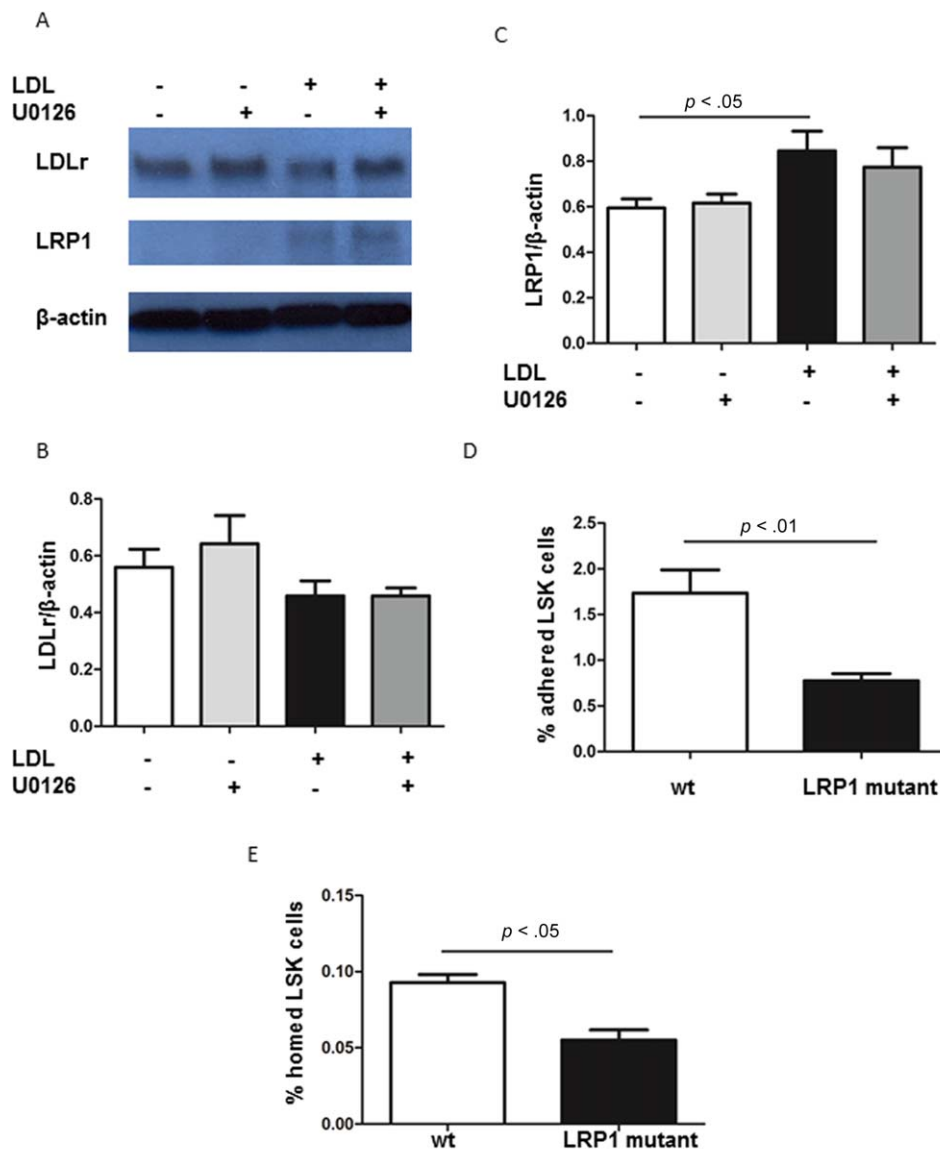 A
LDL - - + +
U0126 - + - +
LDLr
LRP1
β-actin
C
p < .05
LRP1/β-actin
1.0
0.8
0.6
0.4
0.2
0.0
LDL - - + +
U0126 - + - +
B
LDLr/β-actin
0.8
0.6
0.4
0.2
0.0
LDL - - + +
U0126 - + - +
D
p < .01
% adhered LSK cells
2.5
2.0
1.5
1.0
0.5
0.0
wt LRP1 mutant
E
p < .05
% homed LSK cells
0.15
0.10
0.05
0.00
wt LRP1 mutant